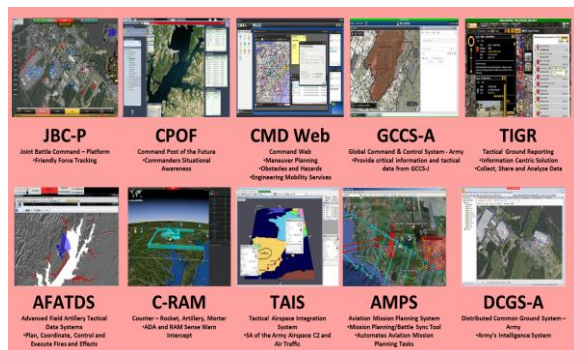 JBC-P
Joint Battle Command – Platform
•Friendly Force Tracking
CPOF
Command Post of the Future
•Commanders Situational
Awareness
CMD Web
Command Web
•Maneuver Planning
•Obstacles and Hazards
•Engineering Mobility Services
GCCS-A
Global Command & Control System - Army
•Provide critical information and tactical
data from GCCS-J
TIGR
Tactical Ground Reporting
•Information Centric Solution
•Collect, Share and Analyze Data
AFATDS
Advanced Field Artillery Tactical
Data Systems
•Plan, Coordinate, Control and
Execute Fires and Effects
C-RAM
Counter – Rocket, Artillery, Mortar
•ADA and RAM Sense Warn
Intercept
TAIS
Tactical Airspace Integration
System
•SA of the Army Airspace C2 and
Air Traffic
AMPS
Aviation Mission Planning System
•Mission Planning/Battle Sync Tool
•Automates Aviation Mission
Planning Tasks
DCGS-A
Distributed Common Ground System –
Army
•Army's Intelligence System